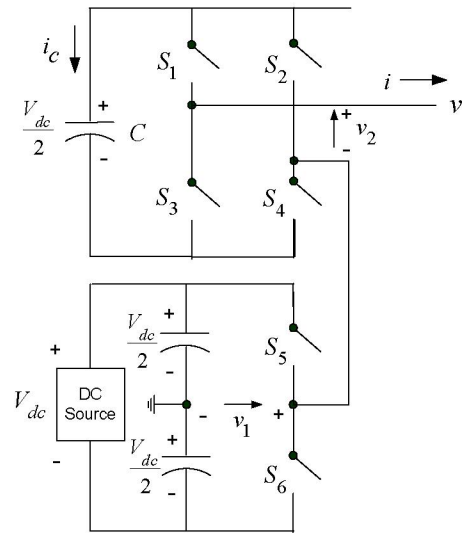 i_c
S_1
S_2
i
v
+
V_dc
2
C
-
+
v_2
-
S_3
S_4
+
V_dc
2
-
S_5
+
V_dc
DC
Source
-
-
v_1
+
+
V_dc
2
-
S_6